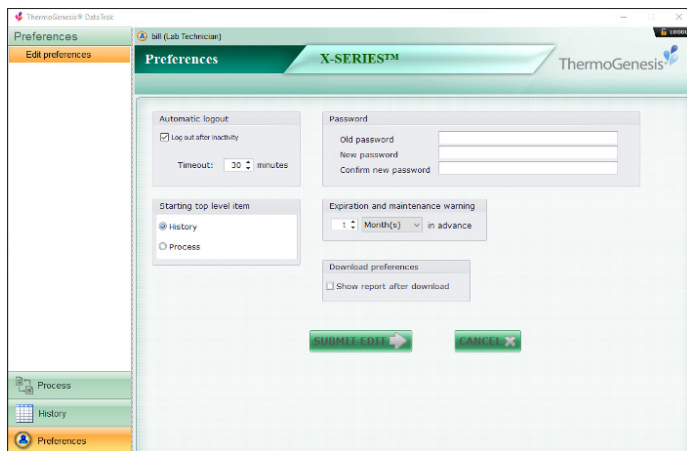 ThermoGenesis® DataTrak
Preferences
bill (Lab Technician)
LOGOUT
Edit preferences
Preferences
X-SERIES™
ThermoGenesis
Automatic logout
Log out after inactivity
Timeout: 30 minutes
Password
Old password
New password
Confirm new password
Starting top level item
History
Process
Expiration and maintenance warning
1 Month(s) in advance
Download preferences
Show report after download
SUBMIT EDIT
CANCEL
Process
History
Preferences